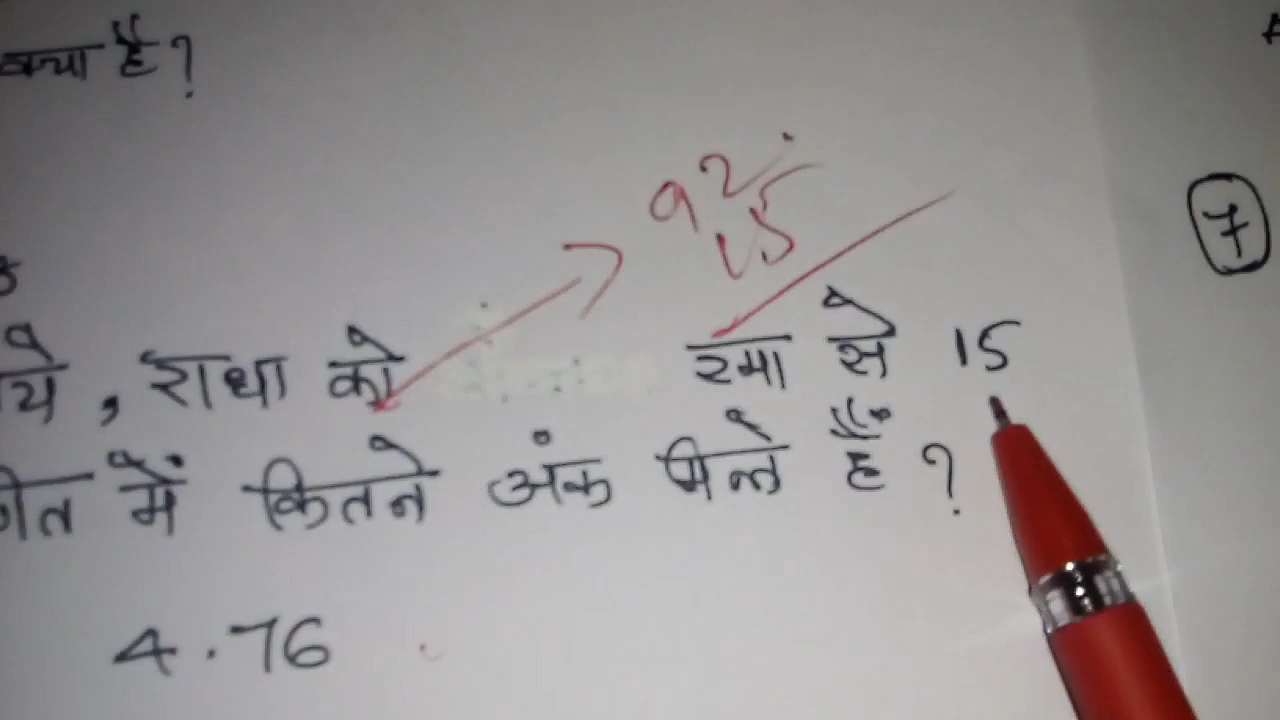 क्या है?
92
15
7
ये, राधा को रमा से 15
गीत में कितने अंक मिले हैं?
4.76